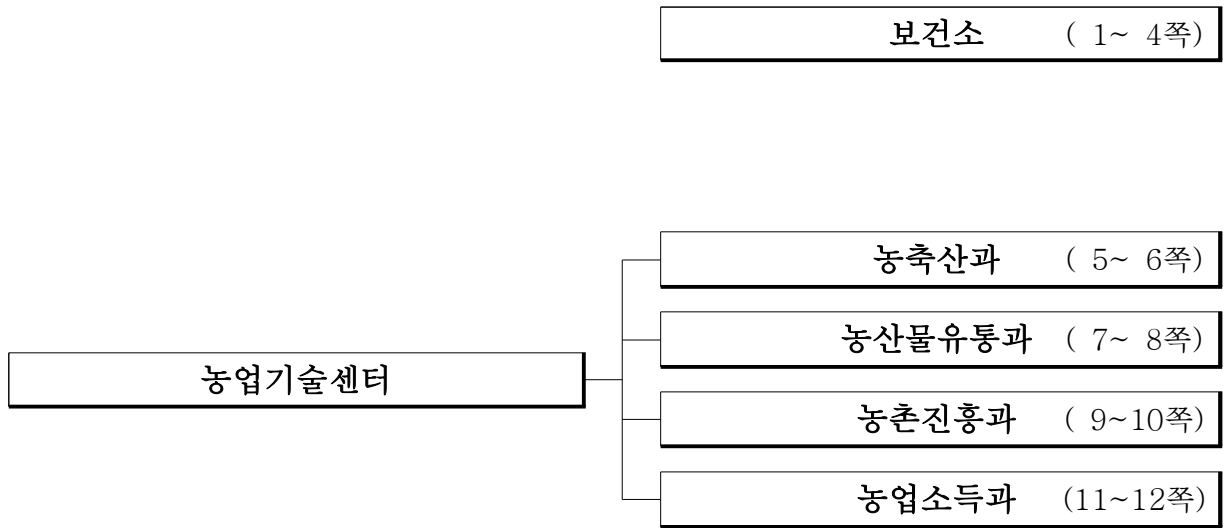 보건소 ( 1~ 4쪽)
농축산과 ( 5~ 6쪽)
농산물유통과 ( 7~ 8쪽)
농업기술센터
농촌진흥과 ( 9~10쪽)
농업소득과 (11~12쪽)